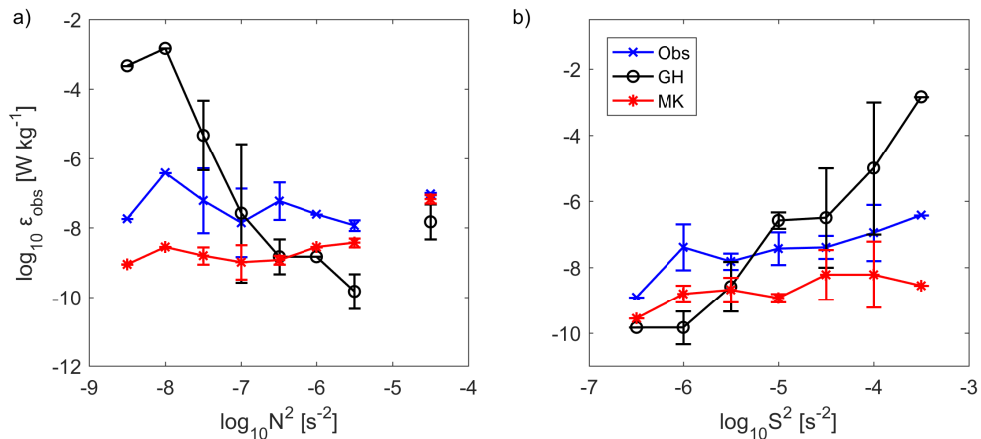 a)
log₁₀ ε_obs [W kg⁻¹]
-2
-4
-6
-8
-10
-12
-9 -8 -7 -6 -5 -4
log₁₀N² [s⁻²]
b)
Obs
GH
MK
-2
-4
-6
-8
-10
-7 -6 -5 -4 -3
log₁₀S² [s⁻²]